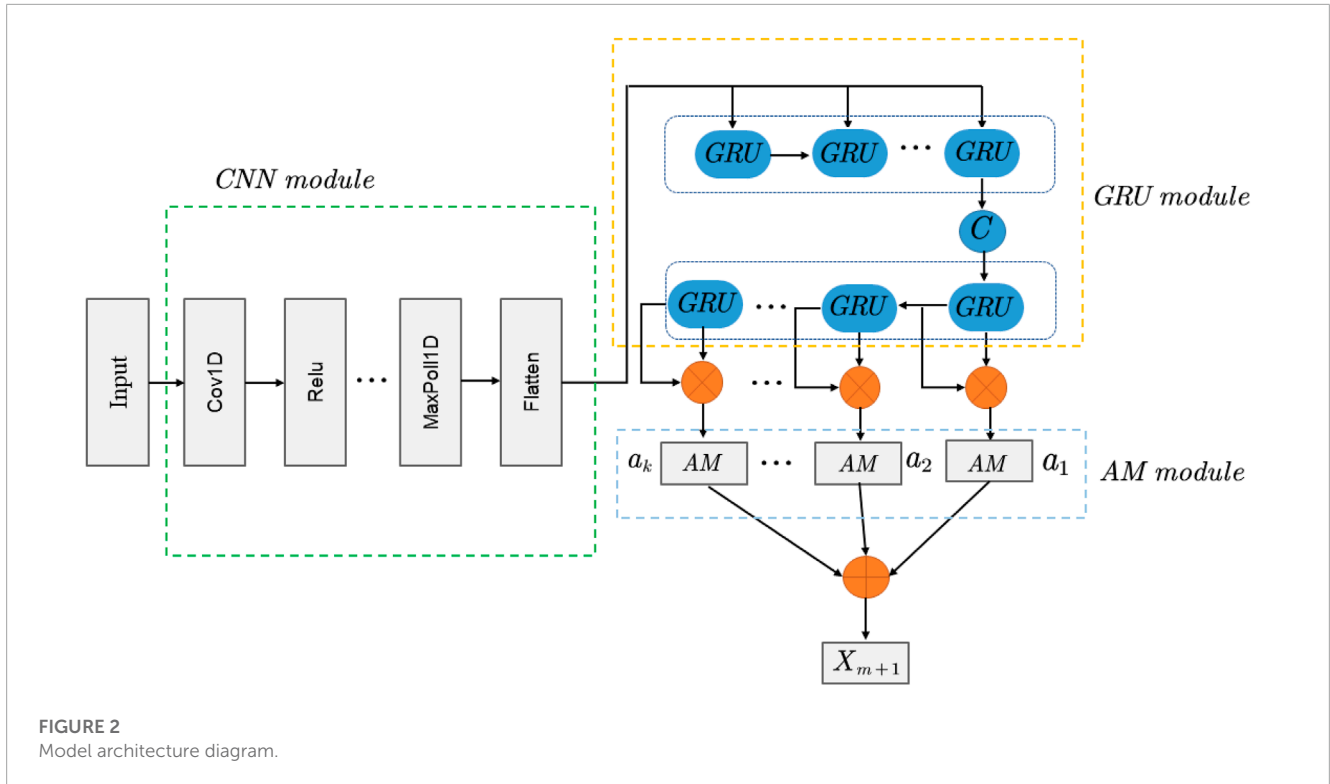 CNN module
Input
Cov1D
Relu
...
MaxPoll1D
Flatten
GRU GRU ... GRU
GRU module
C
GRU ... GRU GRU
...
a_k AM ... AM a_2 AM a_1
AM module
X_{m+1}
FIGURE 2
Model architecture diagram.